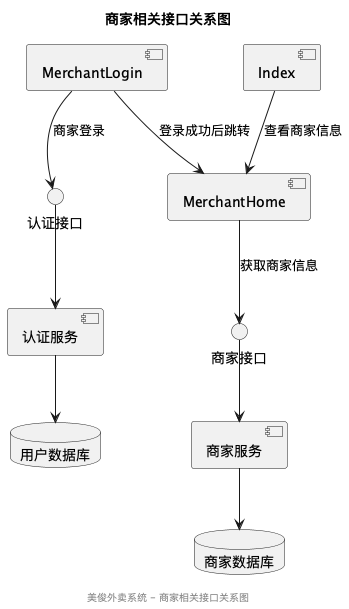 商家相关接口关系图
MerchantLogin
Index
商家登录
登录成功后跳转
查看商家信息
MerchantHome
认证接口
获取商家信息
认证服务
商家接口
用户数据库
商家服务
商家数据库
美俊外卖系统 - 商家相关接口关系图